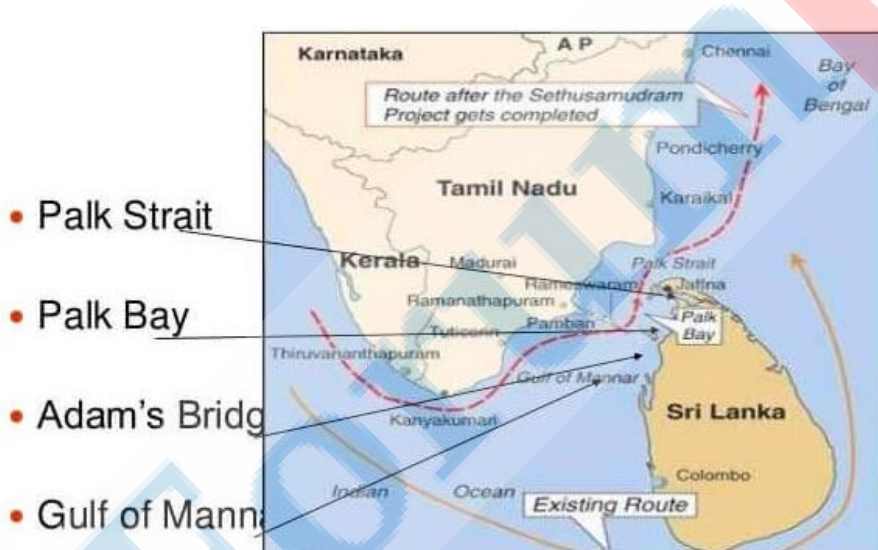 • Palk Strait
• Palk Bay
• Adam's Bridg
• Gulf of Manna
Karnataka
A P
Chennai
Bay
of
Bengal
Route after the Sethusamudram
Project gets completed
Pondicherry
Tamil Nadu
Karaikal
Kerala
Madurai
Palk Strait
Rameswaram
Jaffna
Ramanathapuram
Palk
Bay
Tuticorin
Pamban
Thiruvananthapuram
Gulf of Mannar
Kanyakumari
Sri Lanka
Colombo
Indian Ocean
Existing Route